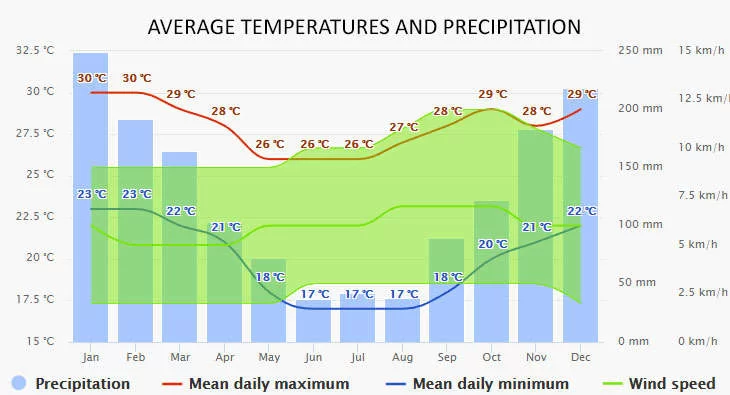 AVERAGE TEMPERATURES AND PRECIPITATION
32.5 °C 250 mm 15 km/h
30 °C 30 °C 29 °C 28 °C 26 °C 26 °C 26 °C 27 °C 28 °C 29 °C 28 °C 29 °C
30 °C 200 mm 12.5 km/h
27.5 °C 10 km/h
25 °C 150 mm 7.5 km/h
23 °C 23 °C 22 °C 21 °C 18 °C 17 °C 17 °C 17 °C 18 °C 20 °C 21 °C 22 °C
22.5 °C 100 mm 5 km/h
20 °C 50 mm
17.5 °C 2.5 km/h
15 °C 0 mm 0 km/h
Jan Feb Mar Apr May Jun Jul Aug Sep Oct Nov Dec
Precipitation Mean daily maximum Mean daily minimum Wind speed